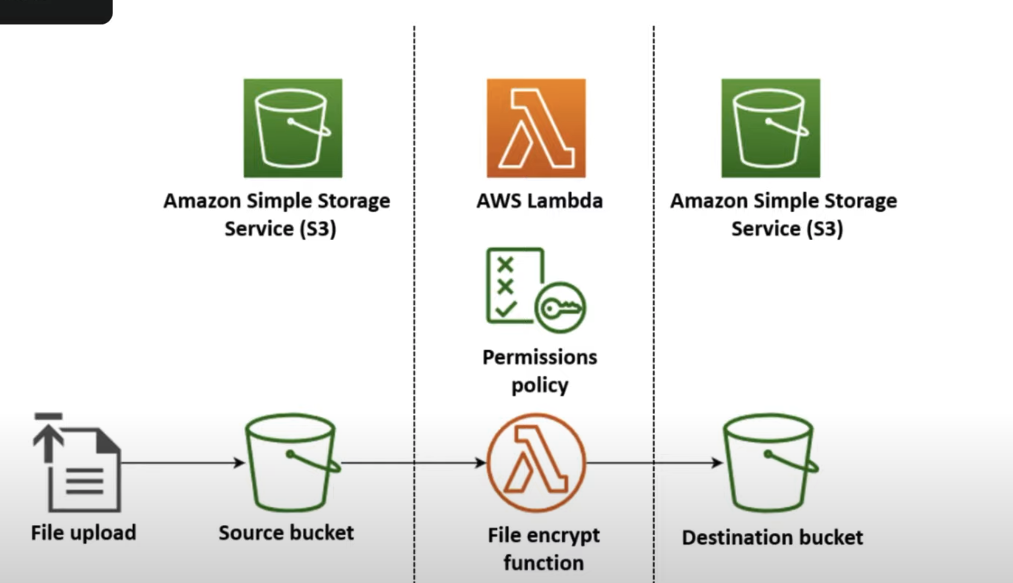 Amazon Simple Storage
Service (S3)
AWS Lambda
Amazon Simple Storage
Service (S3)
Permissions
policy
File upload
Source bucket
File encrypt
function
Destination bucket